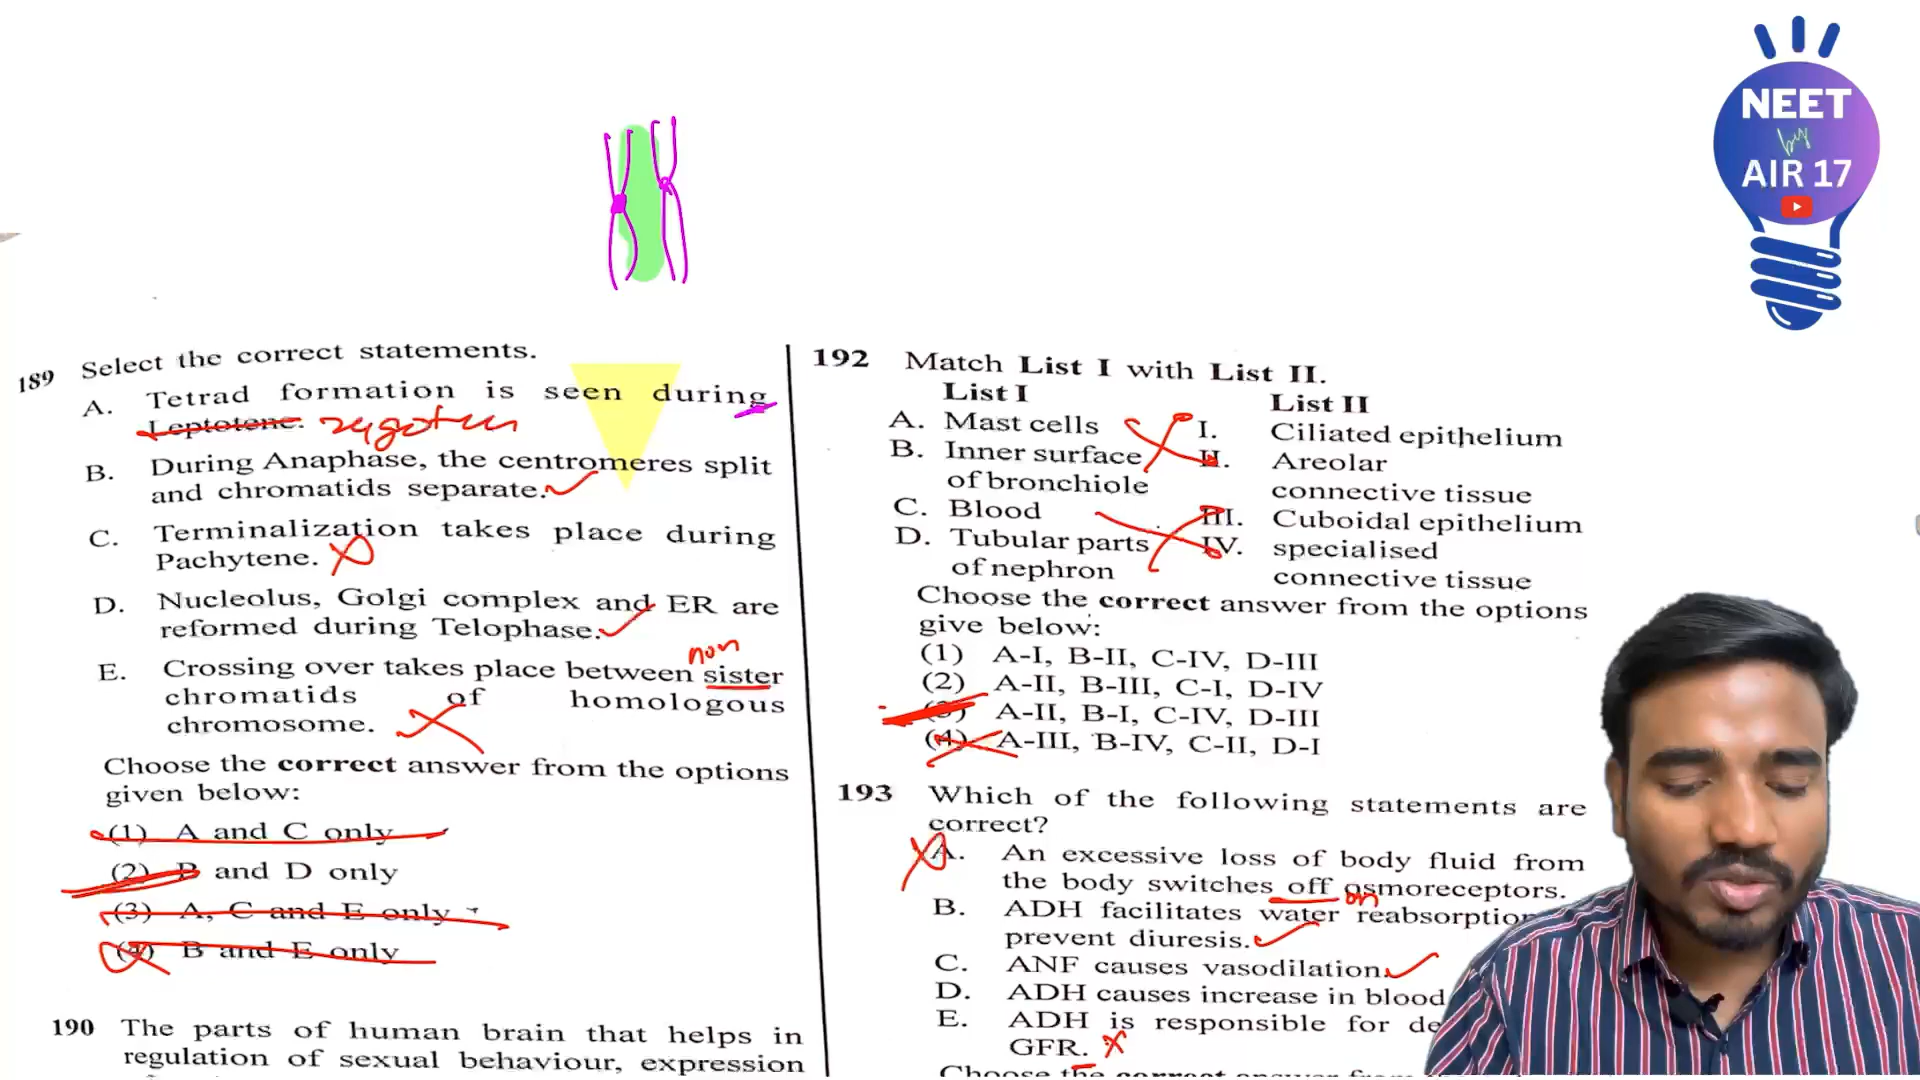 NEET
by
AIR 17
189 Select the correct statements.
A. Tetrad formation is seen during
Leptotene. zygoten
B. During Anaphase, the centromeres split
and chromatids separate.
C. Terminalization takes place during
Pachytene.
D. Nucleolus, Golgi complex and ER are
reformed during Telophase.
non
E. Crossing over takes place between sister
chromatids of homologous
chromosome.
Choose the correct answer from the options
given below:
(1) A and C only
(2) B and D only
(3) A, C and E only
(4) B and E only
190 The parts of human brain that helps in
regulation of sexual behaviour, expression
192 Match List I with List II.
List I List II
A. Mast cells I. Ciliated epithelium
B. Inner surface II. Areolar
of bronchiole connective tissue
C. Blood III. Cuboidal epithelium
D. Tubular parts IV. specialised
of nephron connective tissue
Choose the correct answer from the options
give below:
(1) A-I, B-II, C-IV, D-III
(2) A-II, B-III, C-I, D-IV
(3) A-II, B-I, C-IV, D-III
(4) A-III, B-IV, C-II, D-I
193 Which of the following statements are
correct?
A. An excessive loss of body fluid from
the body switches off osmoreceptors.
on
B. ADH facilitates water reabsorption
prevent diuresis.
C. ANF causes vasodilation.
D. ADH causes increase in blood
E. ADH is responsible for de
GFR.
Choose the correct answer from